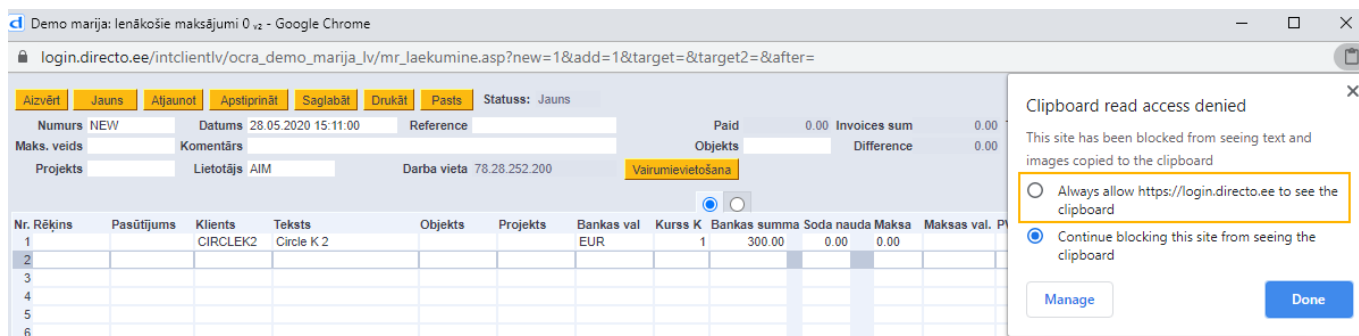 Demo marija: Ienākošie maksājumi 0 v2 - Google Chrome
login.directo.ee/intclientlv/ocra_demo_marija_lv/mr_laekumine.asp?new=1&add=1&target=&target2=&after=
Aizvērt Jauns Atjaunot Apstiprināt Saglabāt Drukāt Pasts Statuss: Jauns
Numurs NEW Datums 28.05.2020 15:11:00 Reference Paid 0.00 Invoices sum 0.00
Maks. veids Komentārs Objekts Difference 0.00
Projekts Lietotājs AIM Darba vieta 78.28.252.200 Vairumievietošana
Nr. Rēķins Pasūtījums Klients Teksts Objekts Projekts Bankas val Kurss K Bankas summa Soda nauda Maksa Maksas val.
1 CIRCLEK2 Circle K 2 EUR 1 300.00 0.00 0.00
2
3
4
5
6
Clipboard read access denied
This site has been blocked from seeing text and
images copied to the clipboard
Always allow https://login.directo.ee to see the
clipboard
Continue blocking this site from seeing the
clipboard
Manage Done